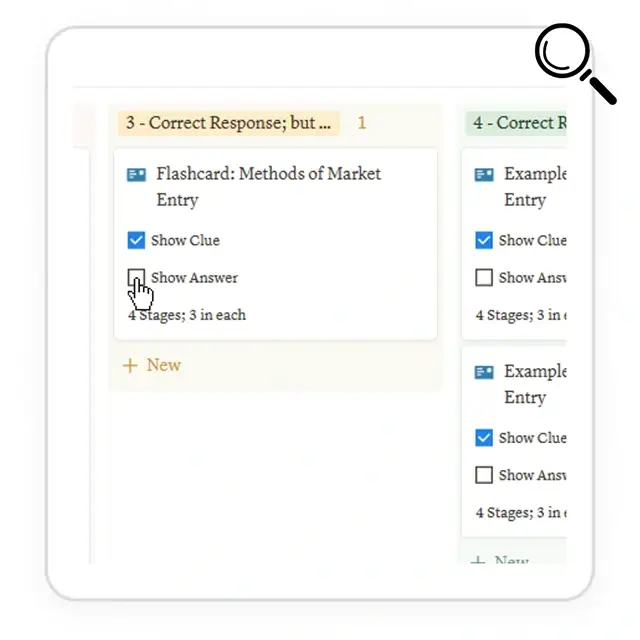 3 - Correct Response; but ... 1
Flashcard: Methods of Market
Entry
Show Clue
Show Answer
4 Stages; 3 in each
+ New
4 - Correct R
Example
Entry
Show Clue
Show Answ
4 Stages; 3 in e
Example
Entry
Show Clue
Show Answ
4 Stages; 3 in e
+ New